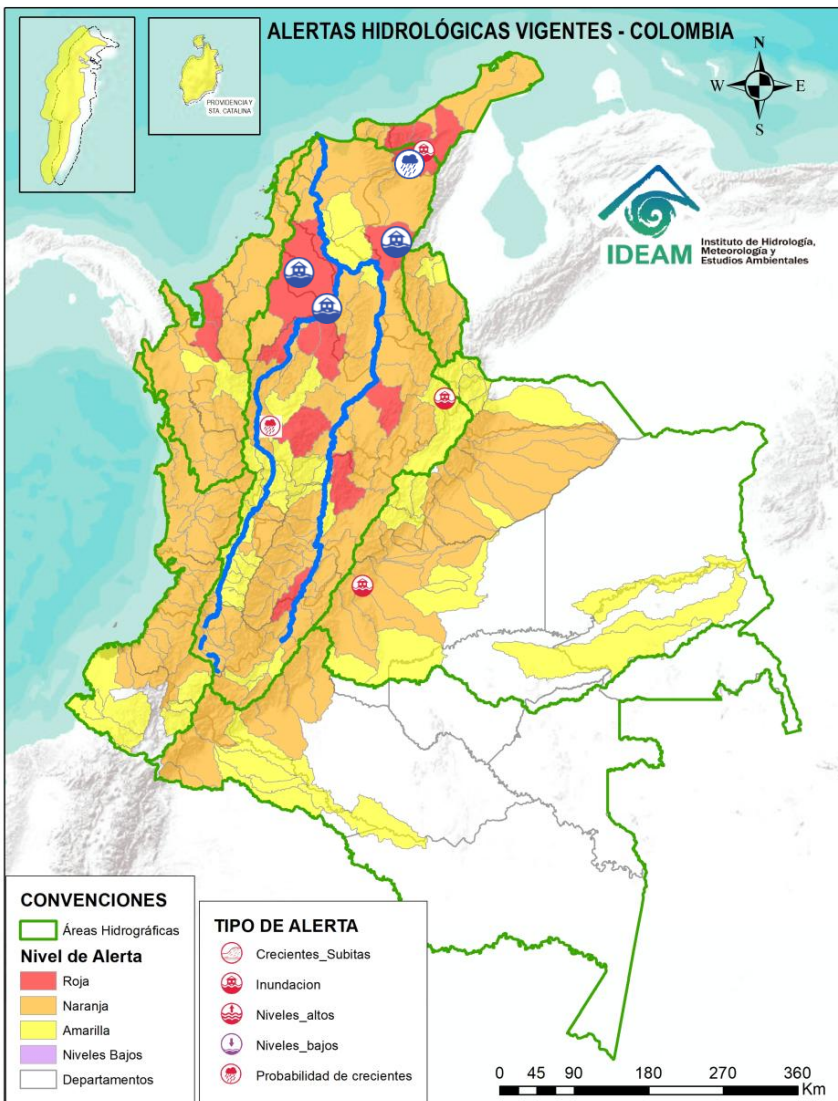 ALERTAS HIDROLÓGICAS VIGENTES - COLOMBIA
PROVIDENCIA Y
STA. CATALINA
N
W
E
S
IDEAM
Instituto de Hidrología,
Meteorología y
Estudios Ambientales
CONVENCIONES
Áreas Hidrográficas
Nivel de Alerta
Roja
Naranja
Amarilla
Niveles Bajos
Departamentos
TIPO DE ALERTA
Crecientes_Subitas
Inundacion
Niveles_altos
Niveles_bajos
Probabilidad de crecientes
0 45 90 180 270 360
Km